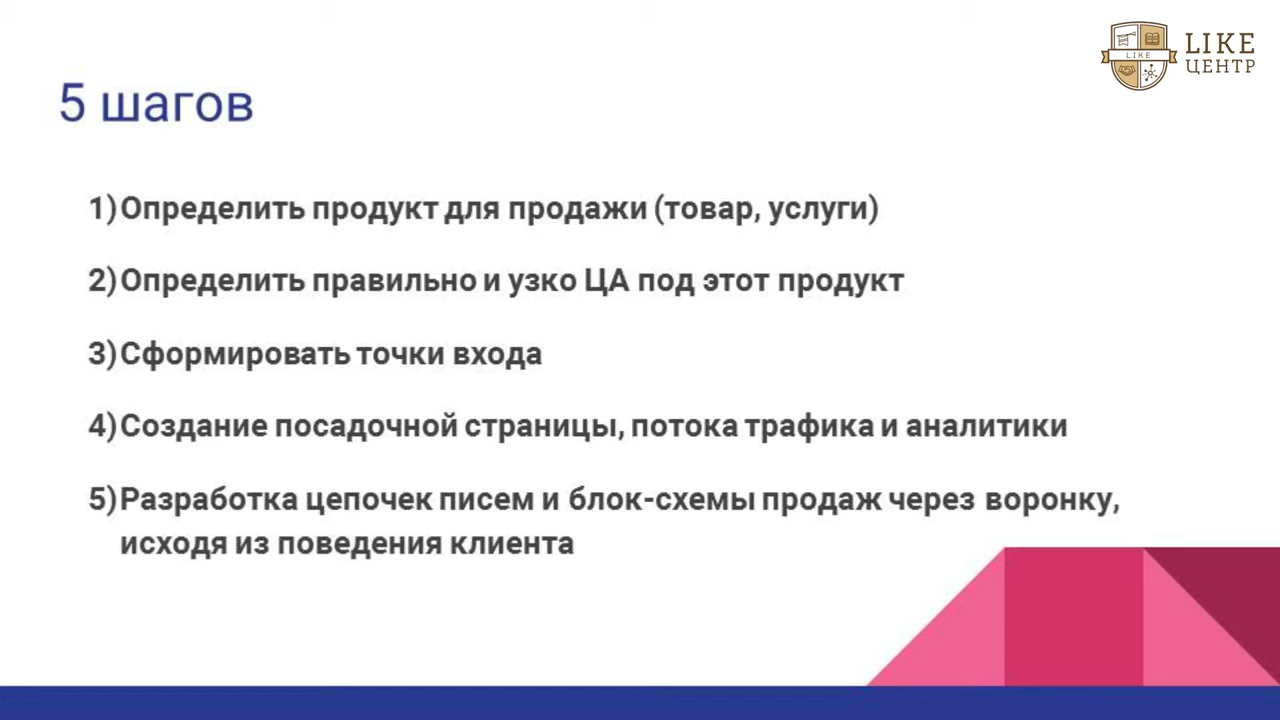 LIKE
LIKE
ЦЕНТР
5 шагов
1) Определить продукт для продажи (товар, услуги)
2) Определить правильно и узко ЦА под этот продукт
3) Сформировать точки входа
4) Создание посадочной страницы, потока трафика и аналитики
5) Разработка цепочек писем и блок-схемы продаж через воронку,
исходя из поведения клиента